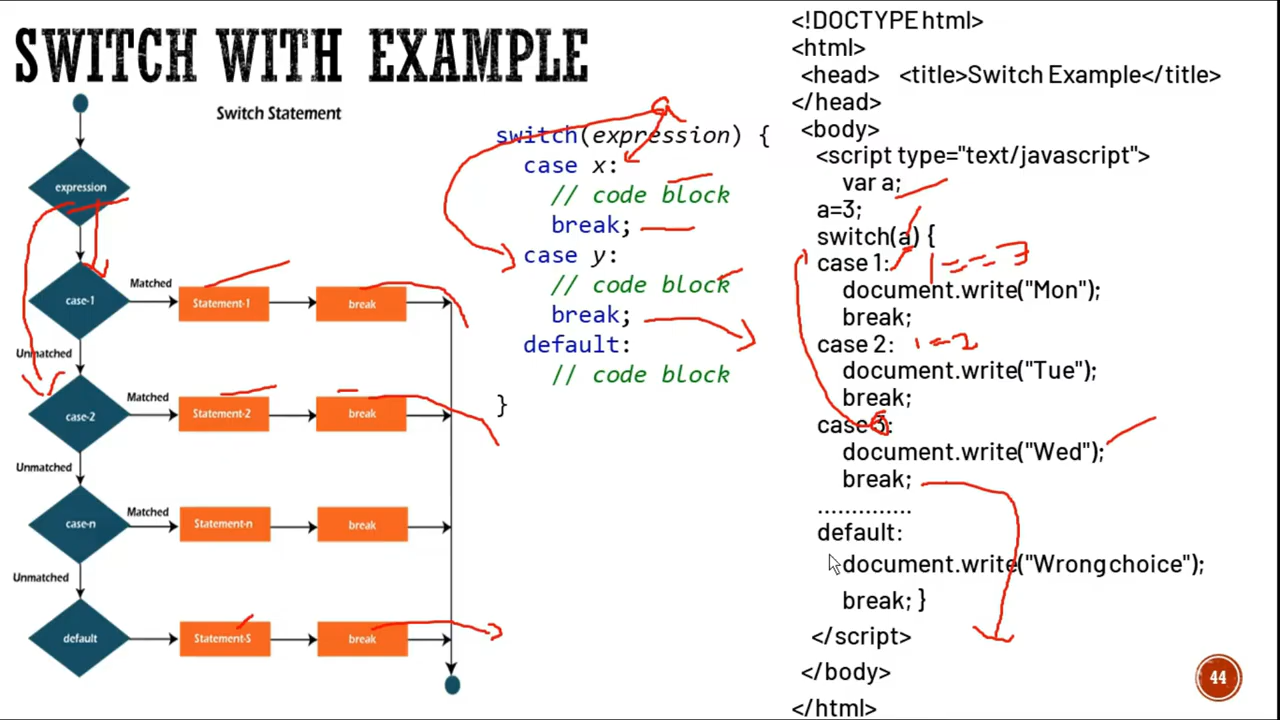 SWITCH WITH EXAMPLE
Switch Statement
expression
case-1
Matched
Statement-1
break
Unmatched
case-2
Matched
Statement-2
break
Unmatched
case-n
Matched
Statement-n
break
Unmatched
default
Statement-S
break
switch(expression) {
case x:
// code block
break;
case y:
// code block
break;
default:
// code block
}
<!DOCTYPE html>
<html>
<head> <title>Switch Example</title>
</head>
<body>
<script type="text/javascript">
var a;
a=3;
switch(a) {
case 1:
1 == 3
document.write("Mon");
break;
case 2:
1 = 2
document.write("Tue");
break;
case 3:
document.write("Wed");
break;
..............
default:
document.write("Wrong choice");
break; }
</script>
</body>
</html>
44